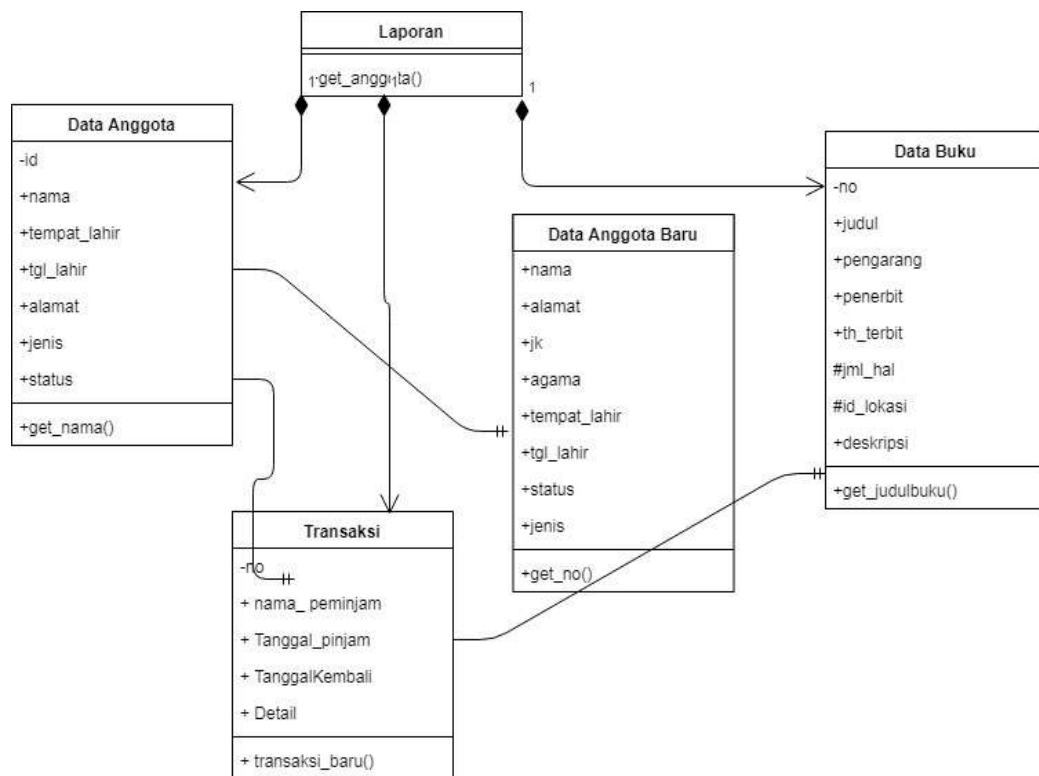 Laporan
1
+get_anggota()
1
1
Data Anggota
-id
+nama
+tempat_lahir
+tgl_lahir
+alamat
+jenis
+status
+get_nama()
Data Anggota Baru
+nama
+alamat
+jk
+agama
+tempat_lahir
+tgl_lahir
+status
+jenis
+get_no()
Data Buku
-no
+judul
+pengarang
+penerbit
+th_terbit
#jml_hal
#id_lokasi
+deskripsi
+get_judulbuku()
Transaksi
-no
+ nama_ peminjam
+ Tanggal_pinjam
+ TanggalKembali
+ Detail
+ transaksi_baru()